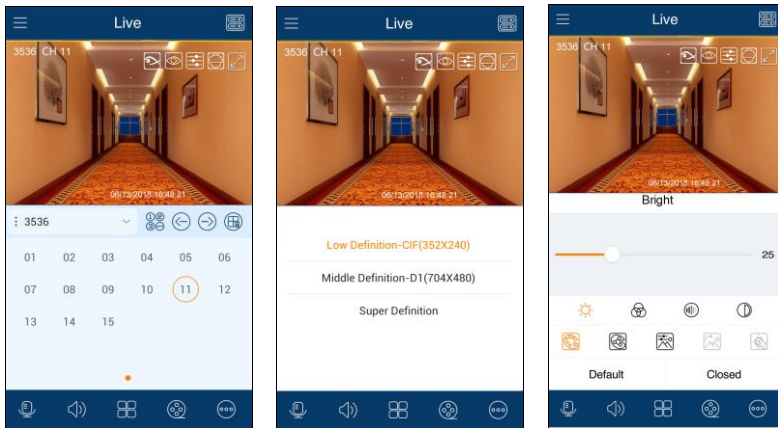 Live
3536 CH 11
06/13/2018 16:48:21
3536
01 02 03 04 05 06
07 08 09 10 11 12
13 14 15
Live
3536 CH 11
06/13/2018 16:48:21
Low Definition-CIF(352X240)
Middle Definition-D1(704X480)
Super Definition
Live
3536 CH 11
06/13/2018 16:48:21
Bright
25
Default Closed